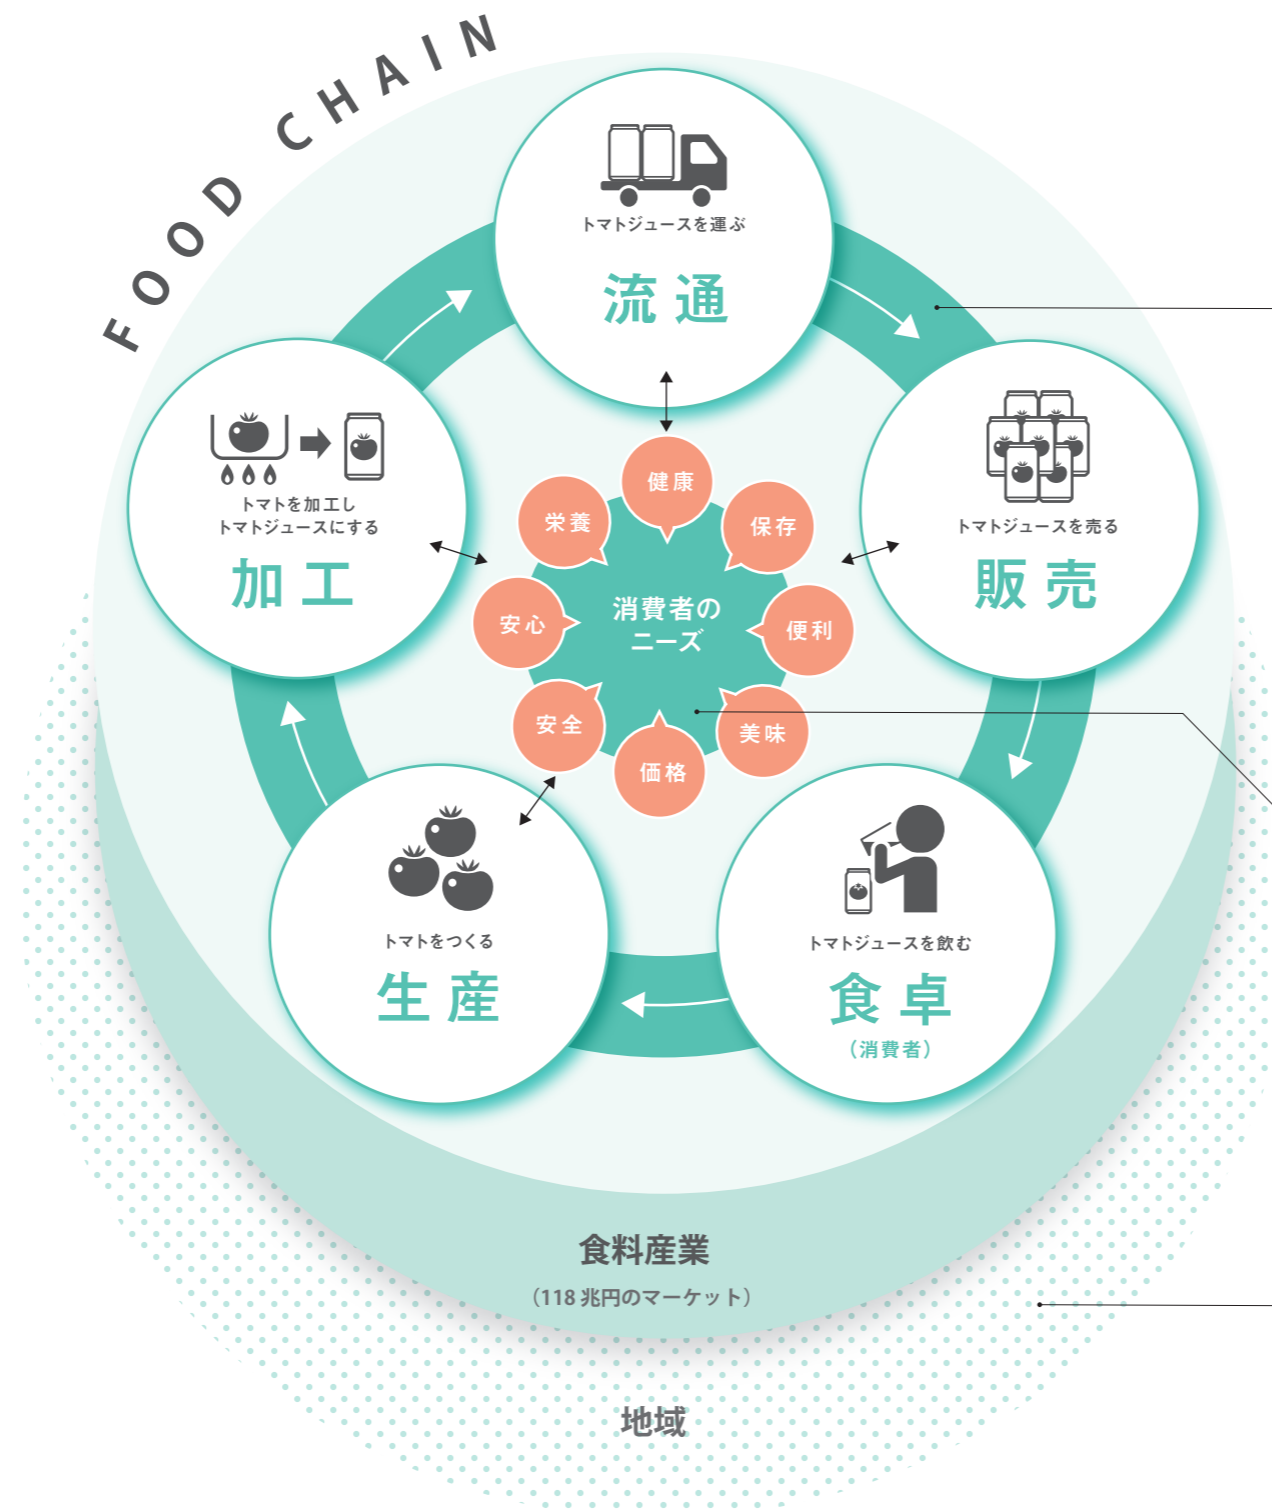 FOOD CHAIN
トマトジュースを運ぶ
流通
トマトを加工し
トマトジュースにする
加工
トマトジュースを売る
販売
健康
栄養
保存
安心
消費者の
ニーズ
便利
安全
美味
価格
トマトをつくる
生産
トマトジュースを飲む
食卓
（消費者）
食料産業
（118 兆円のマーケット）
地域